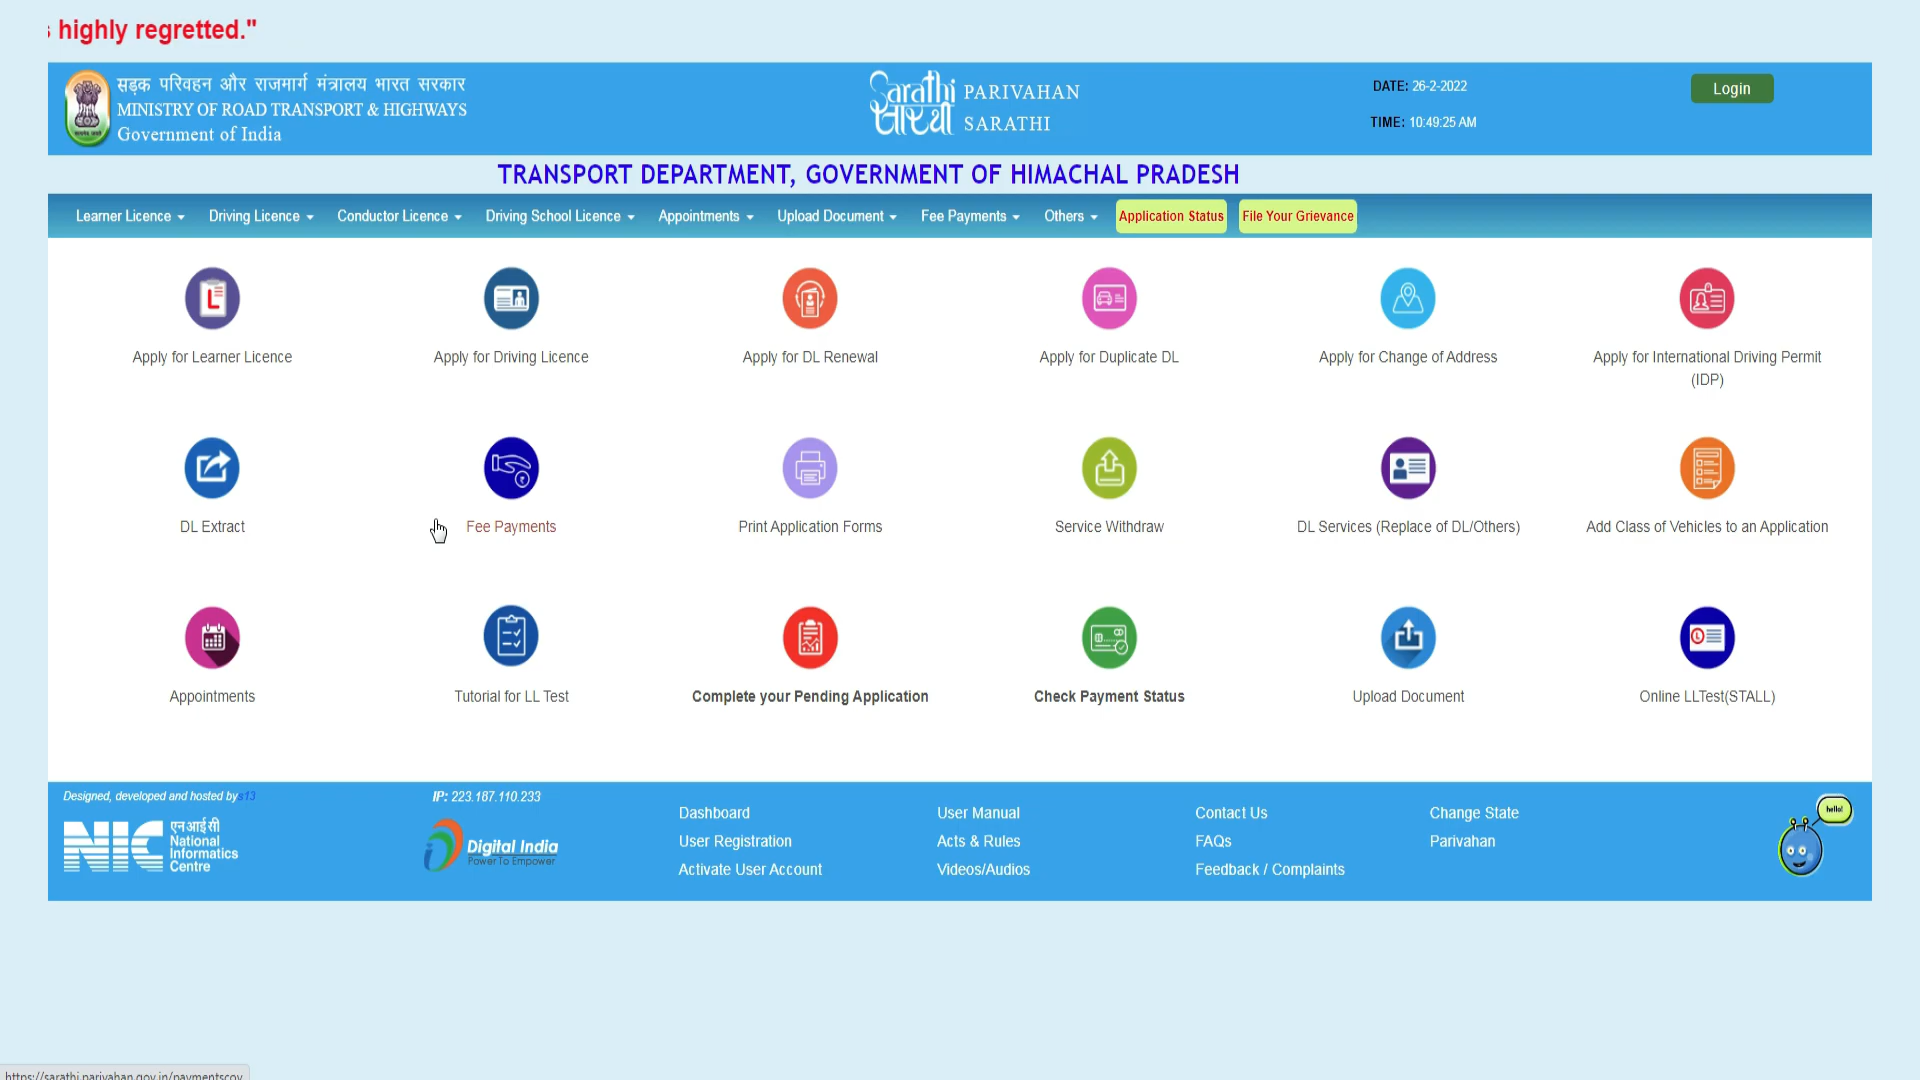 highly regretted."
सड़क परिवहन और राजमार्ग मंत्रालय भारत सरकार
MINISTRY OF ROAD TRANSPORT & HIGHWAYS
Government of India
Sarathi PARIVAHAN
सारथी SARATHI
DATE: 26-2-2022
TIME: 10:49:25 AM
Login
TRANSPORT DEPARTMENT, GOVERNMENT OF HIMACHAL PRADESH
Learner Licence Driving Licence Conductor Licence Driving School Licence Appointments Upload Document Fee Payments Others Application Status File Your Grievance
Apply for Learner Licence
Apply for Driving Licence
Apply for DL Renewal
Apply for Duplicate DL
Apply for Change of Address
Apply for International Driving Permit
(IDP)
DL Extract
Fee Payments
Print Application Forms
Service Withdraw
DL Services (Replace of DL/Others)
Add Class of Vehicles to an Application
Appointments
Tutorial for LL Test
Complete your Pending Application
Check Payment Status
Upload Document
Online LLTest(STALL)
Designed, developed and hosted by s13
NIC एनआईसी
National
Informatics
Centre
IP: 223.187.110.233
Digital India
Power To Empower
Dashboard
User Registration
Activate User Account
User Manual
Acts & Rules
Videos/Audios
Contact Us
FAQs
Feedback / Complaints
Change State
Parivahan
hello!
https://sarathi.parivahan.gov.in/paymentscov